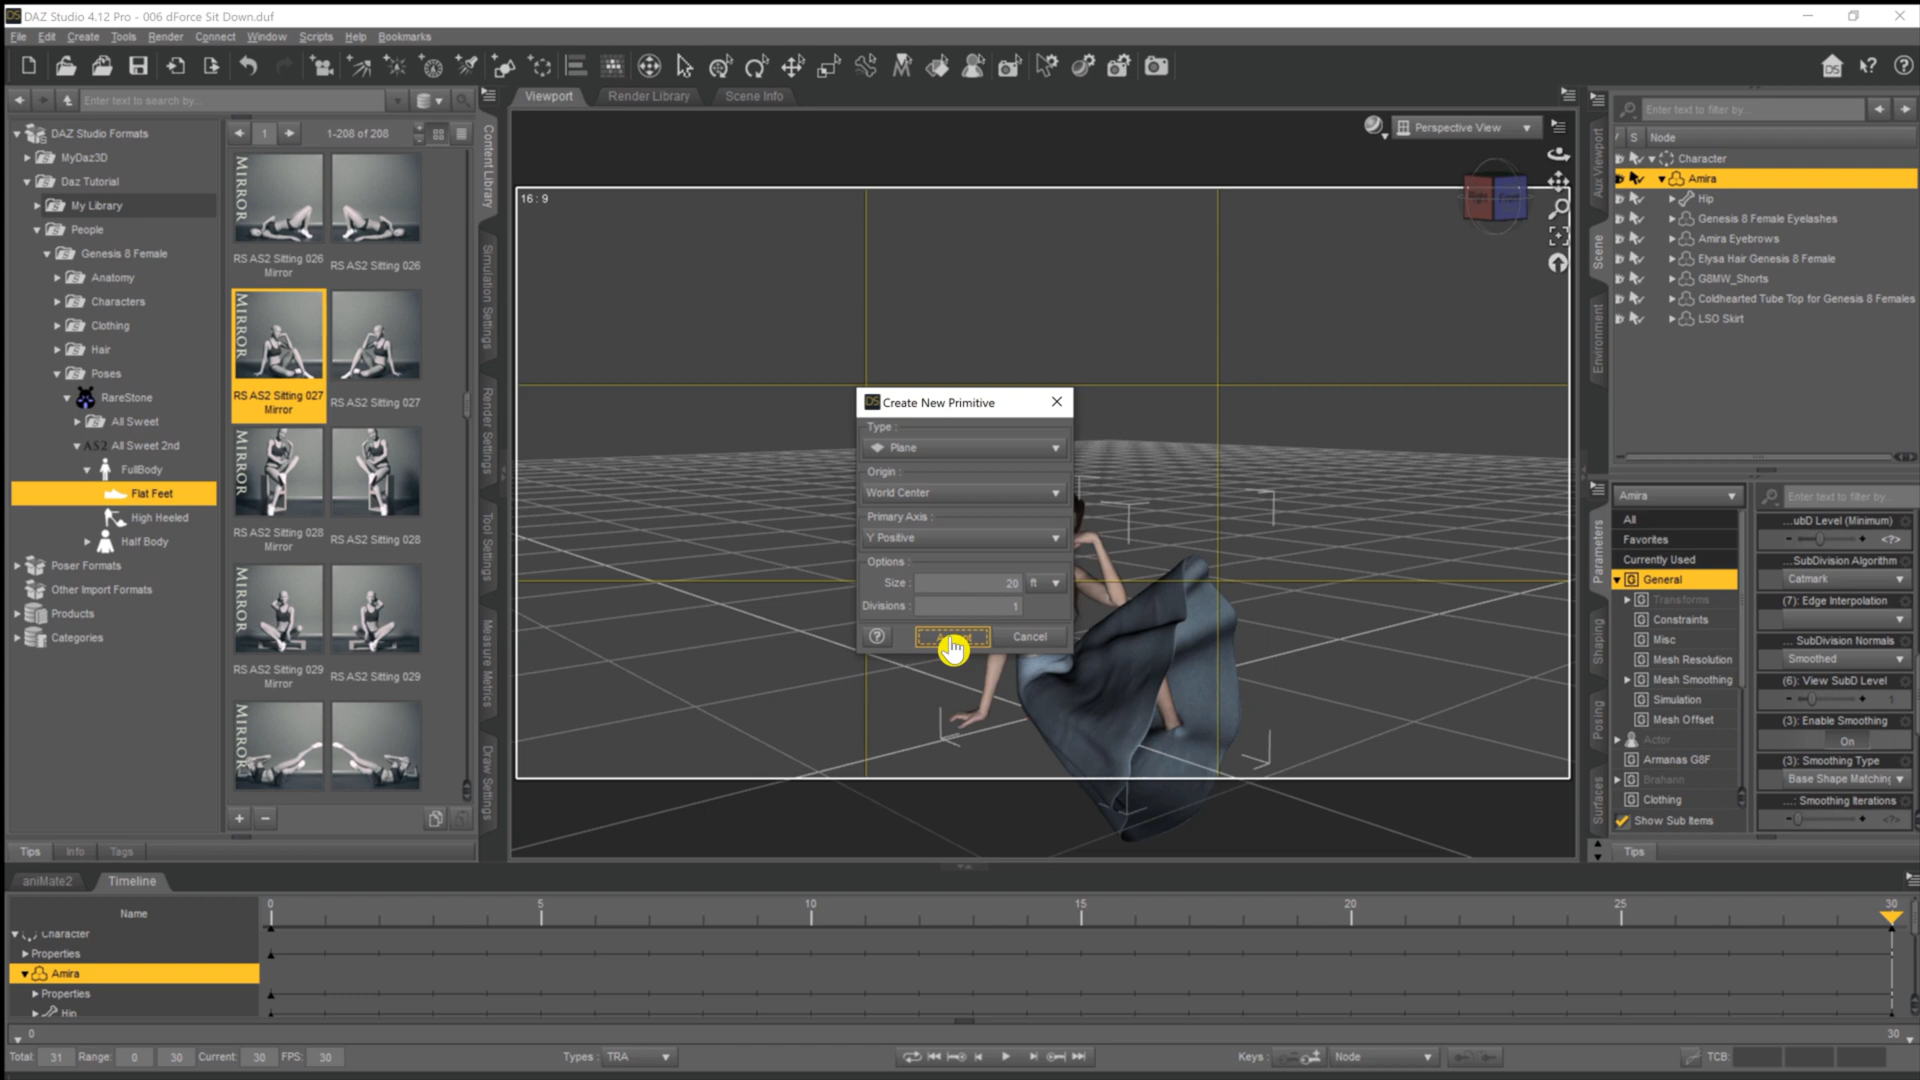 DAZ Studio 4.12 Pro - 006 dForce Sit Down.duf
File Edit Create Tools Render Connect Window Scripts Help Bookmarks
Enter text to search by...
DAZ Studio Formats
MyDaz3D
Daz Tutorial
My Library
People
Genesis 8 Female
Anatomy
Characters
Clothing
Hair
Poses
RareStone
All Sweet
AS2 All Sweet 2nd
FullBody
Flat Feet
High Heeled
Half Body
Poser Formats
Other Import Formats
Products
Categories
Tips Info Tags
1 1-208 of 208
MIRROR
RS AS2 Sitting 026 Mirror
RS AS2 Sitting 026
MIRROR
RS AS2 Sitting 027 Mirror
RS AS2 Sitting 027
MIRROR
RS AS2 Sitting 028 Mirror
RS AS2 Sitting 028
MIRROR
RS AS2 Sitting 029 Mirror
RS AS2 Sitting 029
MIRROR
Content Library
Simulation Settings
Render Settings
Tool Settings
Measure Metrics
Draw Settings
Viewport Render Library Scene Info
Perspective View
16 : 9
DS Create New Primitive
Type :
Plane
Origin :
World Center
Primary Axis :
Y Positive
Options :
Size : 20 ft
Divisions : 1
Cancel
Aux Viewport
Scene
Environment
Enter text to filter by...
S Node
Character
Amira
Hip
Genesis 8 Female Eyelashes
Amira Eyebrows
Elysa Hair Genesis 8 Female
G8MW_Shorts
Coldhearted Tube Top for Genesis 8 Females
LSO Skirt
Parameters
Shaping
Posing
Surfaces
Amira
Enter text to filter by...
All
Favorites
Currently Used
General
Transforms
Constraints
Misc
Mesh Resolution
Mesh Smoothing
Simulation
Mesh Offset
Actor
Armanas G8F
Brahann
Clothing
Show Sub Items
...ubD Level (Minimum)
<?>
SubDivision Algorithm
Catmark
(7): Edge Interpolation
SubDivision Normals
Smoothed
(6): View SubD Level
1
(3): Enable Smoothing
On
(3): Smoothing Type
Base Shape Matching
...: Smoothing Iterations
<?>
Tips
aniMate2 Timeline
Name
0 5 10 15 20 25 30
Character
Properties
Amira
Properties
Hip
0 30
Total: 31 Range: 0 30 Current: 30 FPS: 30 Types : TRA Keys : Node TCB: